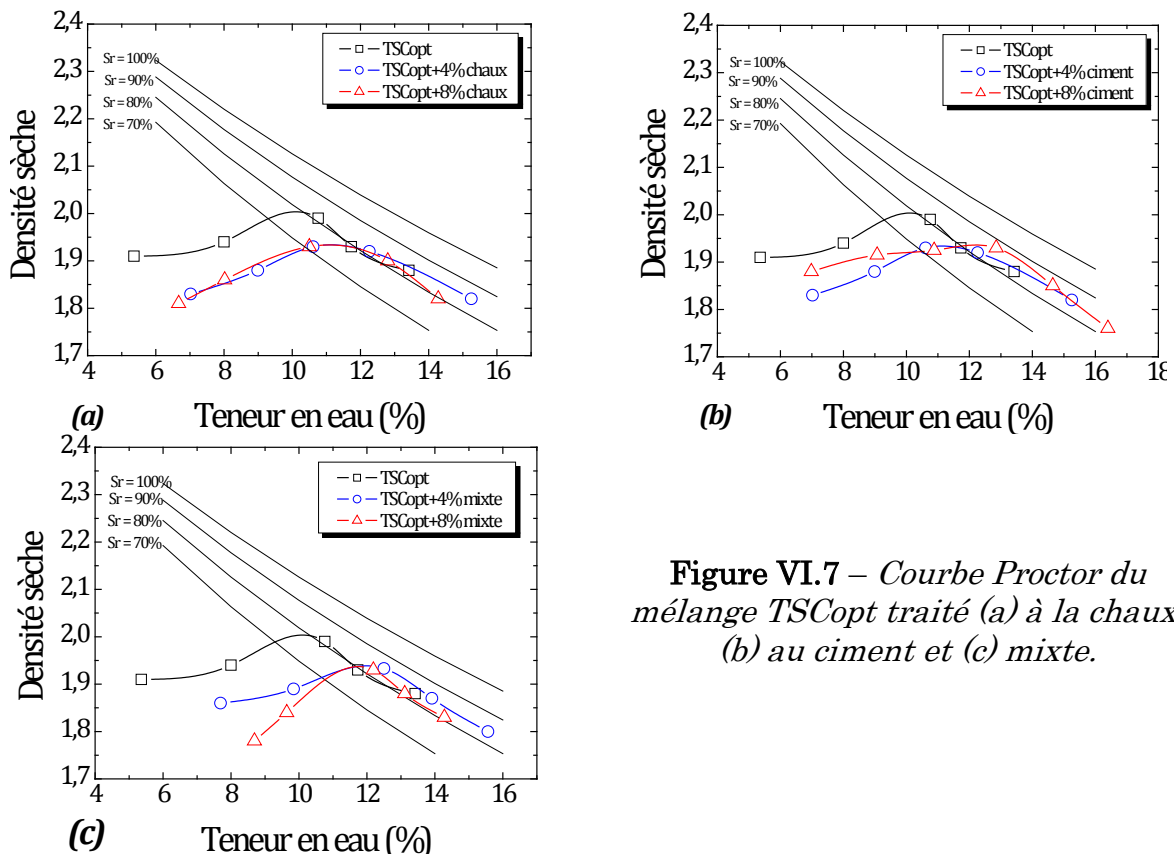 2,4
2,3
2,2
2,1
2,0
1,9
1,8
1,7
Densité sèche
Sr = 100%
Sr = 90%
Sr = 80%
Sr = 70%
TSCopt
TSCopt+4% chaux
TSCopt+8% chaux
4 6 8 10 12 14 16
(a) Teneur en eau (%)
2,4
2,3
2,2
2,1
2,0
1,9
1,8
1,7
Densité sèche
Sr = 100%
Sr = 90%
Sr = 80%
Sr = 70%
TSCopt
TSCopt+4% ciment
TSCopt+8% ciment
4 6 8 10 12 14 16 18
(b) Teneur en eau (%)
2,4
2,3
2,2
2,1
2,0
1,9
1,8
1,7
Densité sèche
Sr = 100%
Sr = 90%
Sr = 80%
Sr = 70%
TSCopt
TSCopt+4% mixte
TSCopt+8% mixte
4 6 8 10 12 14 16
(c) Teneur en eau (%)
Figure VI.7 – Courbe Proctor du
mélange TSCopt traité (a) à la chaux
(b) au ciment et (c) mixte.